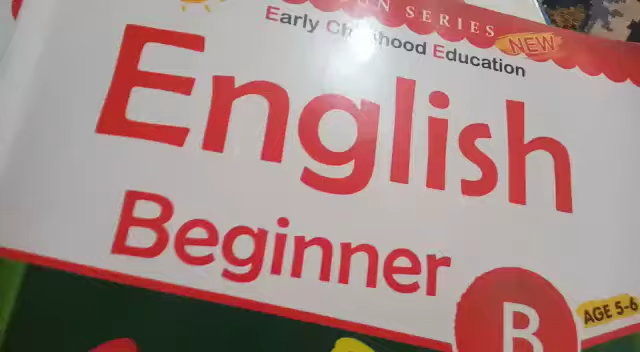 SERIES
NEW
Early Childhood Education
English
Beginner
B
AGE 5-6